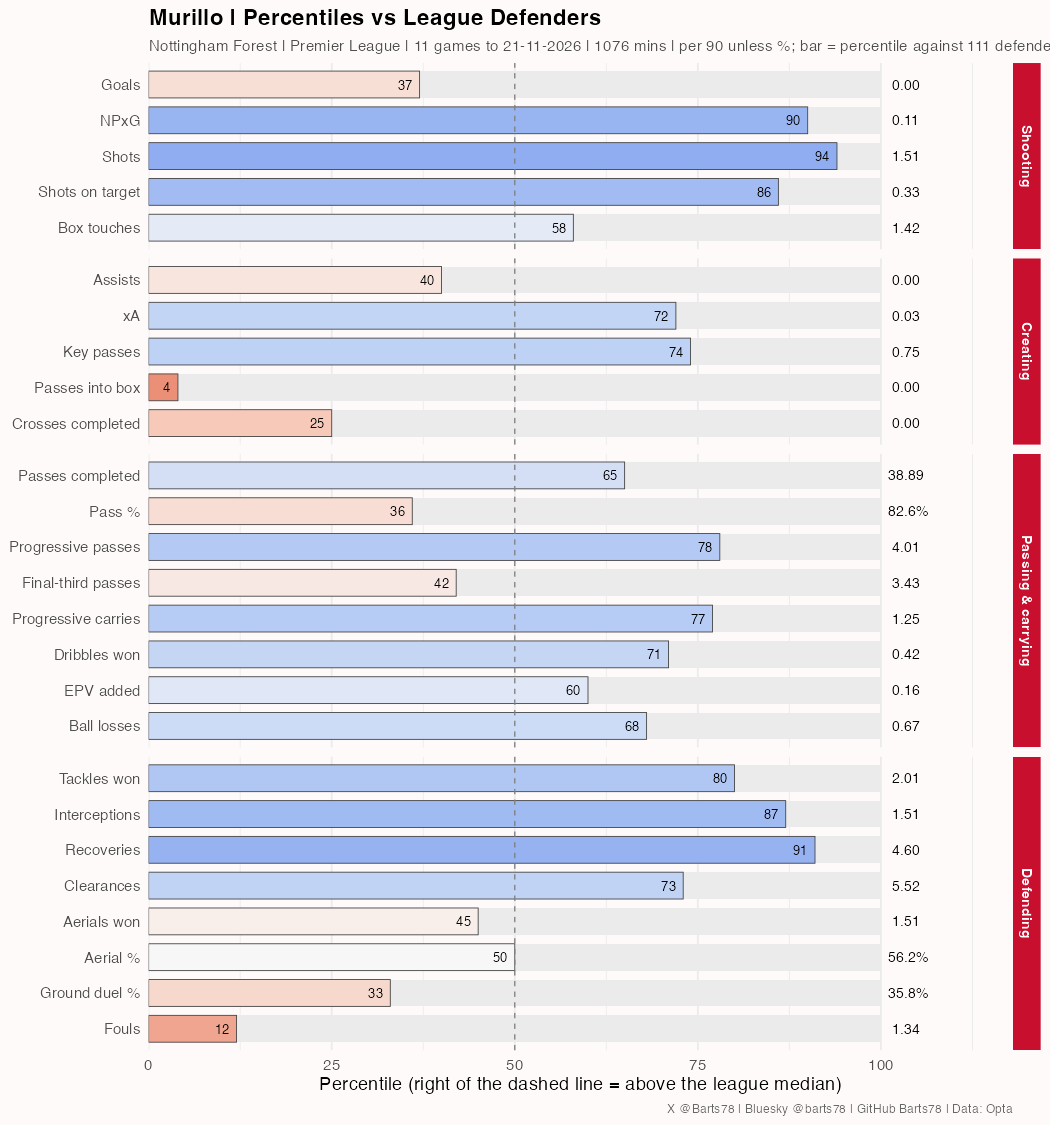 Murillo | Percentiles vs League Defenders
Nottingham Forest | Premier League | 11 games to 21-11-2026 | 1076 mins | per 90 unless %; bar = percentile against 111 defende
Shooting
Goals 37 0.00
NPxG 90 0.11
Shots 94 1.51
Shots on target 86 0.33
Box touches 58 1.42
Creating
Assists 40 0.00
xA 72 0.03
Key passes 74 0.75
Passes into box 4 0.00
Crosses completed 25 0.00
Passing & carrying
Passes completed 65 38.89
Pass % 36 82.6%
Progressive passes 78 4.01
Final-third passes 42 3.43
Progressive carries 77 1.25
Dribbles won 71 0.42
EPV added 60 0.16
Ball losses 68 0.67
Defending
Tackles won 80 2.01
Interceptions 87 1.51
Recoveries 91 4.60
Clearances 73 5.52
Aerials won 45 1.51
Aerial % 50 56.2%
Ground duel % 33 35.8%
Fouls 12 1.34
0 25 50 75 100
Percentile (right of the dashed line = above the league median)
X @Barts78 | Bluesky @barts78 | GitHub Barts78 | Data: Opta